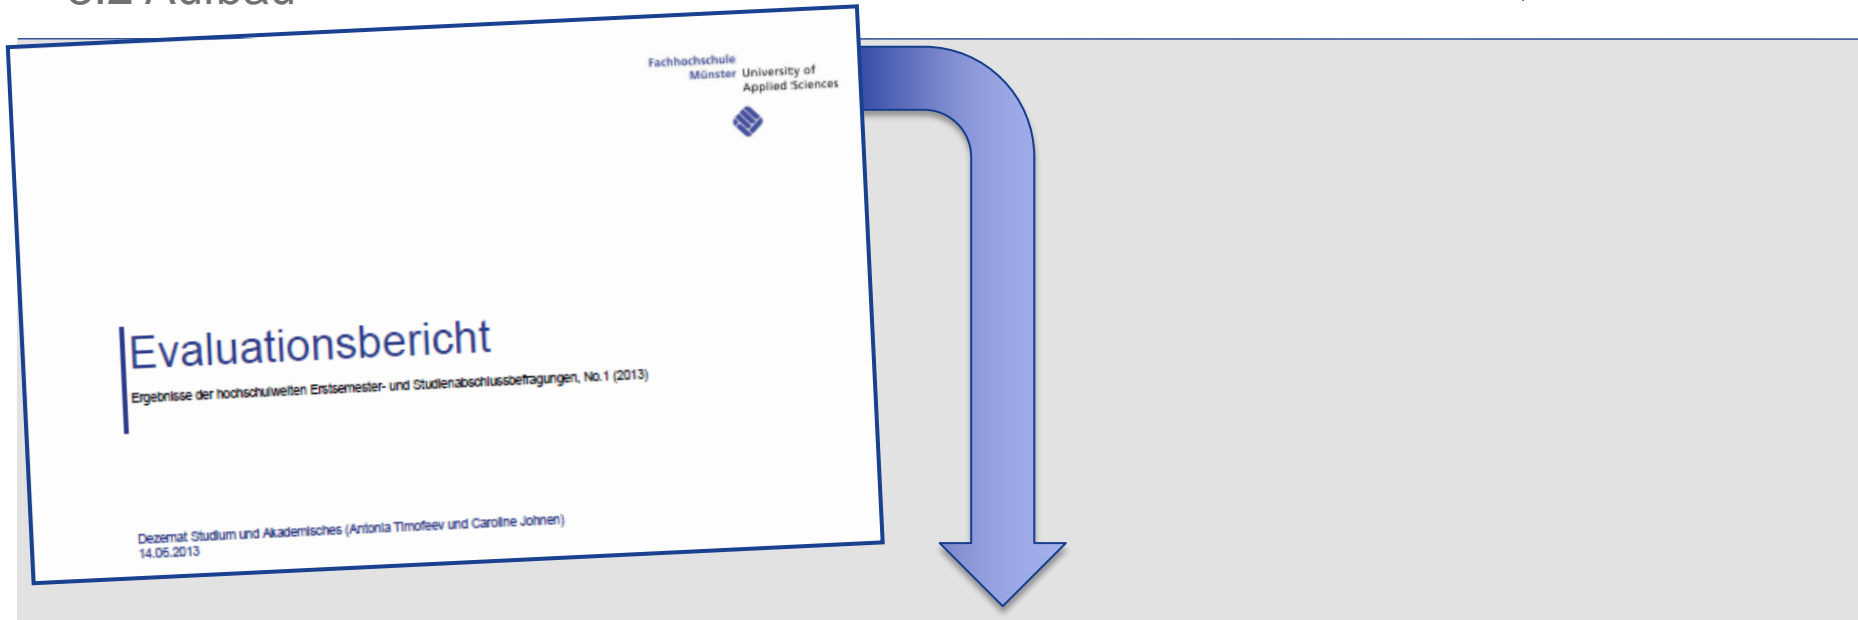 Aufbau
Fachhochschule
Münster University of
Applied Sciences
Evaluationsbericht
Ergebnisse der hochschulweiten Erstsemester- und Studienabschlussbefragungen, No.1 (2013)
Dezernat Studium und Akademisches (Antonia Timofeev und Caroline Johnen)
14.06.2013